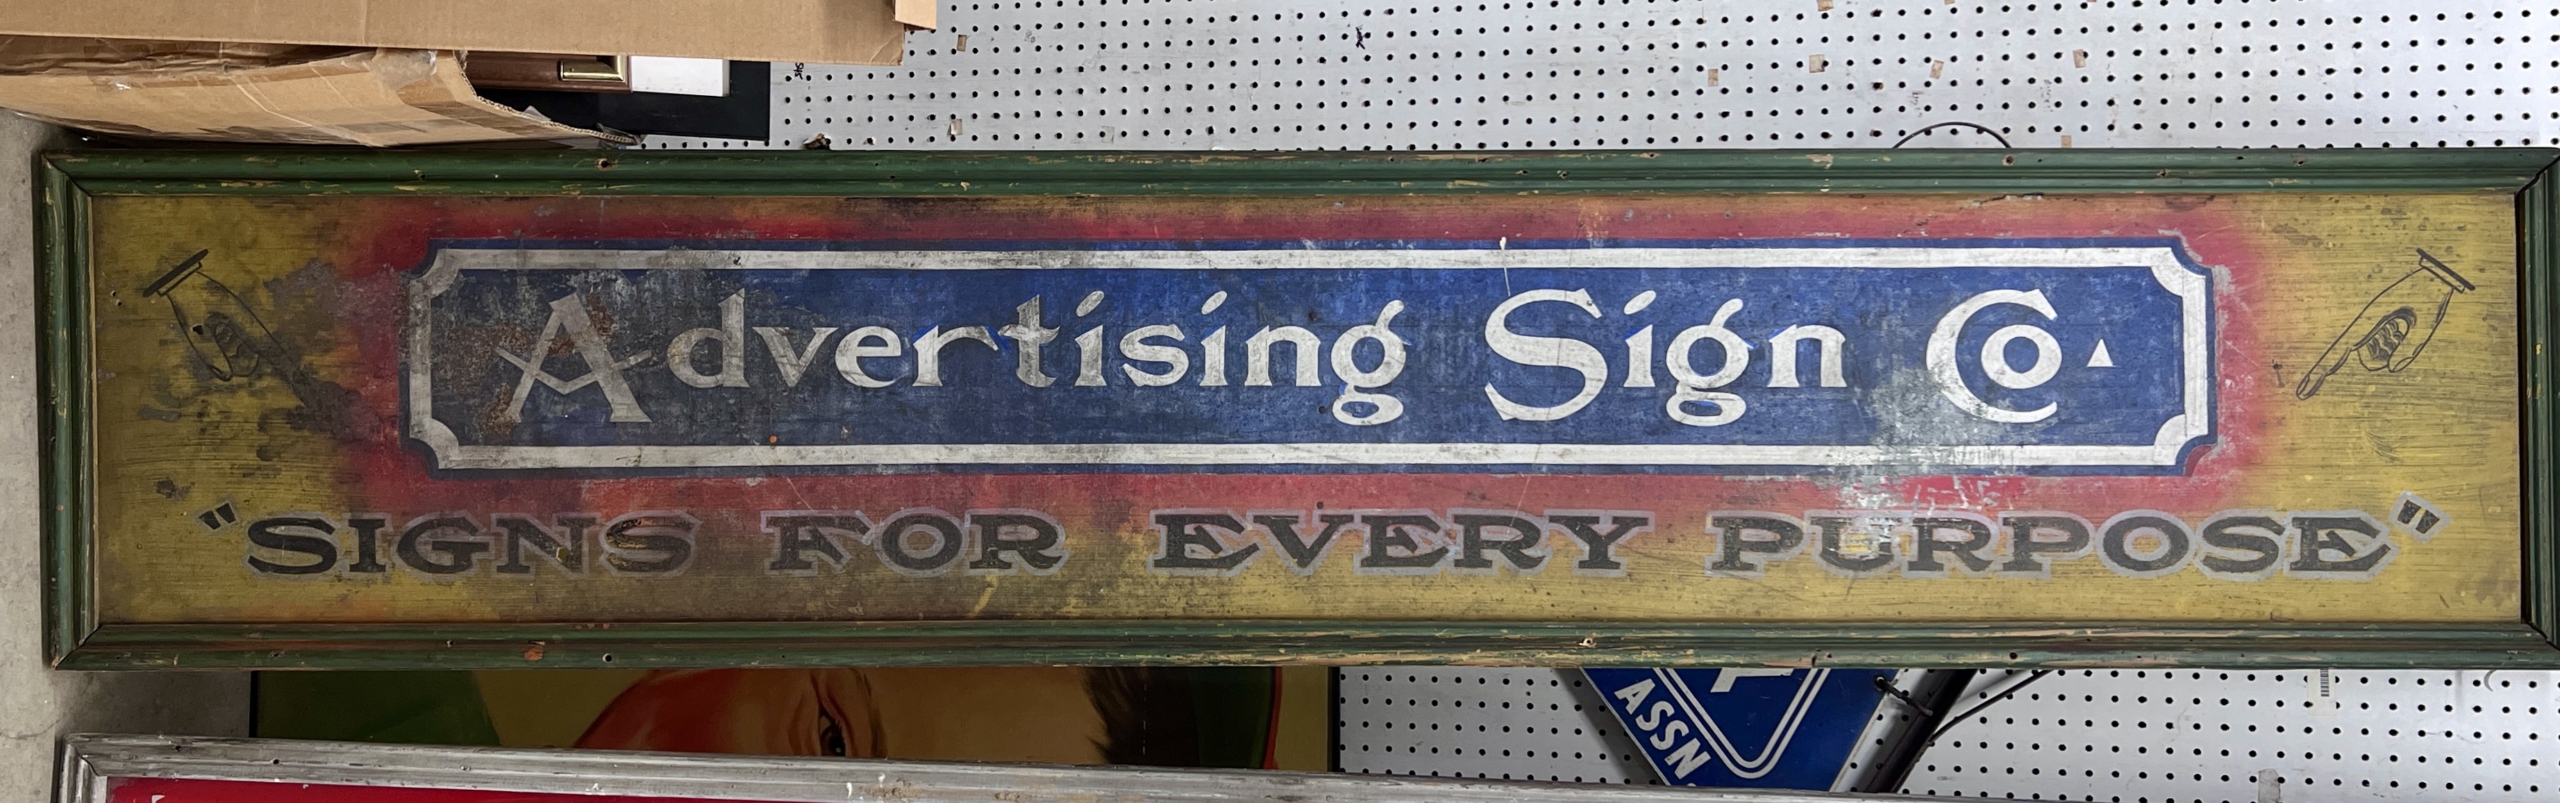 Advertising Sign Co.
"SIGNS FOR EVERY PURPOSE"
ASSN